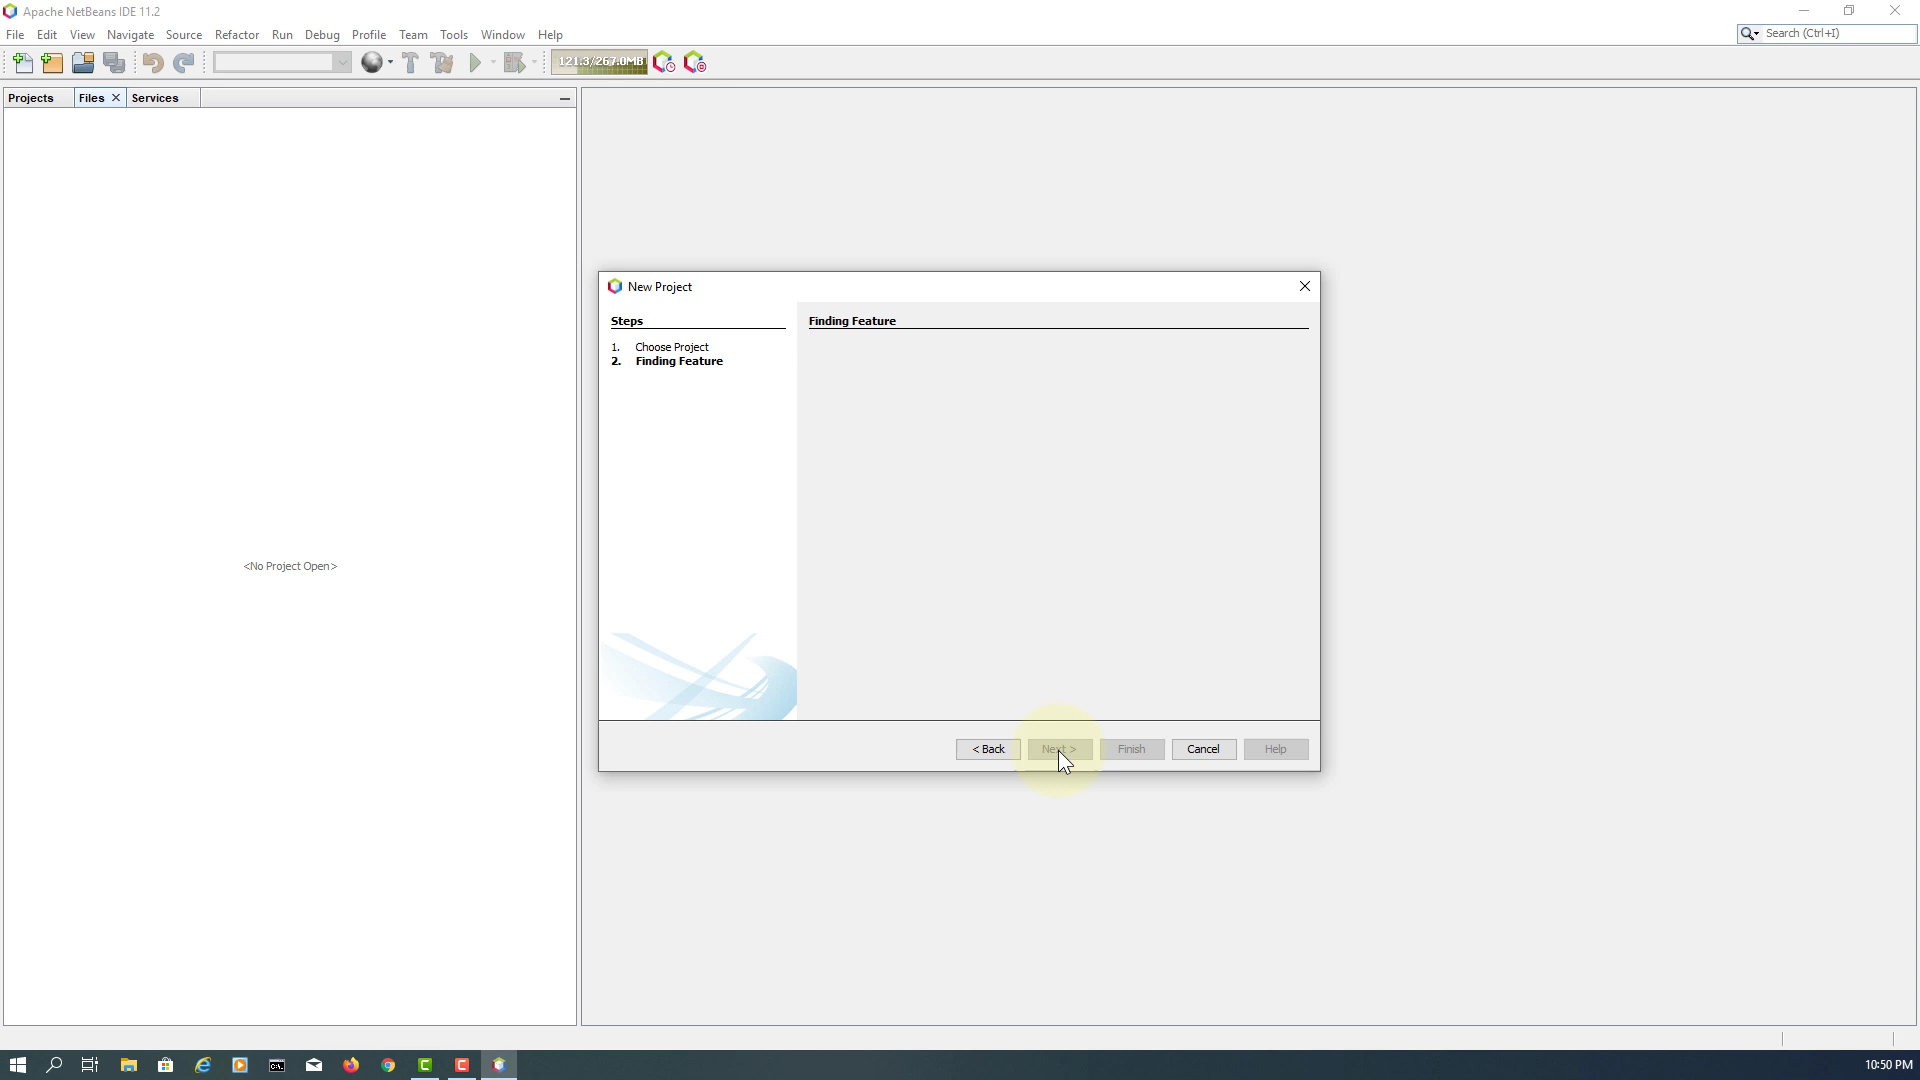 Apache NetBeans IDE 11.2
File Edit View Navigate Source Refactor Run Debug Profile Team Tools Window Help
Search (Ctrl+I)
121.3/267.0MB
Projects Files Services
<No Project Open>
New Project
Steps
1. Choose Project
2. Finding Feature
Finding Feature
< Back Next > Finish Cancel Help
10:50 PM